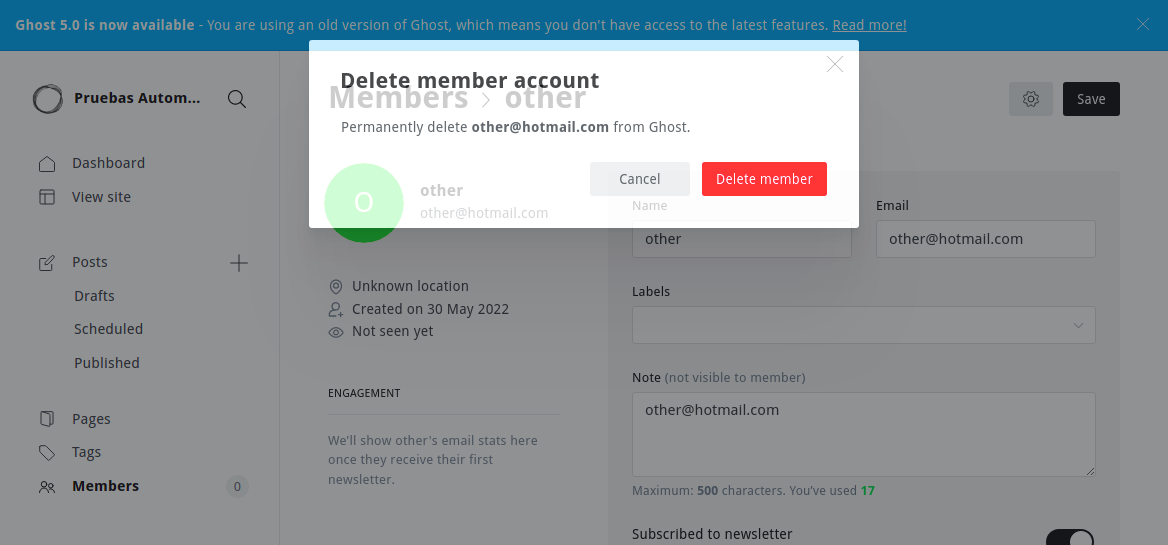 Ghost 5.0 is now available - You are using an old version of Ghost, which means you don't have access to the latest features. Read more!
Pruebas Autom...
Dashboard
View site
Posts
Drafts
Scheduled
Published
Pages
Tags
Members
0
Delete member account
Members > other
Permanently delete other@hotmail.com from Ghost.
Cancel
Delete member
Save
O
other
other@hotmail.com
Unknown location
Created on 30 May 2022
Not seen yet
ENGAGEMENT
We'll show other's email stats here
once they receive their first
newsletter.
Name
other
Email
other@hotmail.com
Labels
Note (not visible to member)
other@hotmail.com
Maximum: 500 characters. You've used 17
Subscribed to newsletter